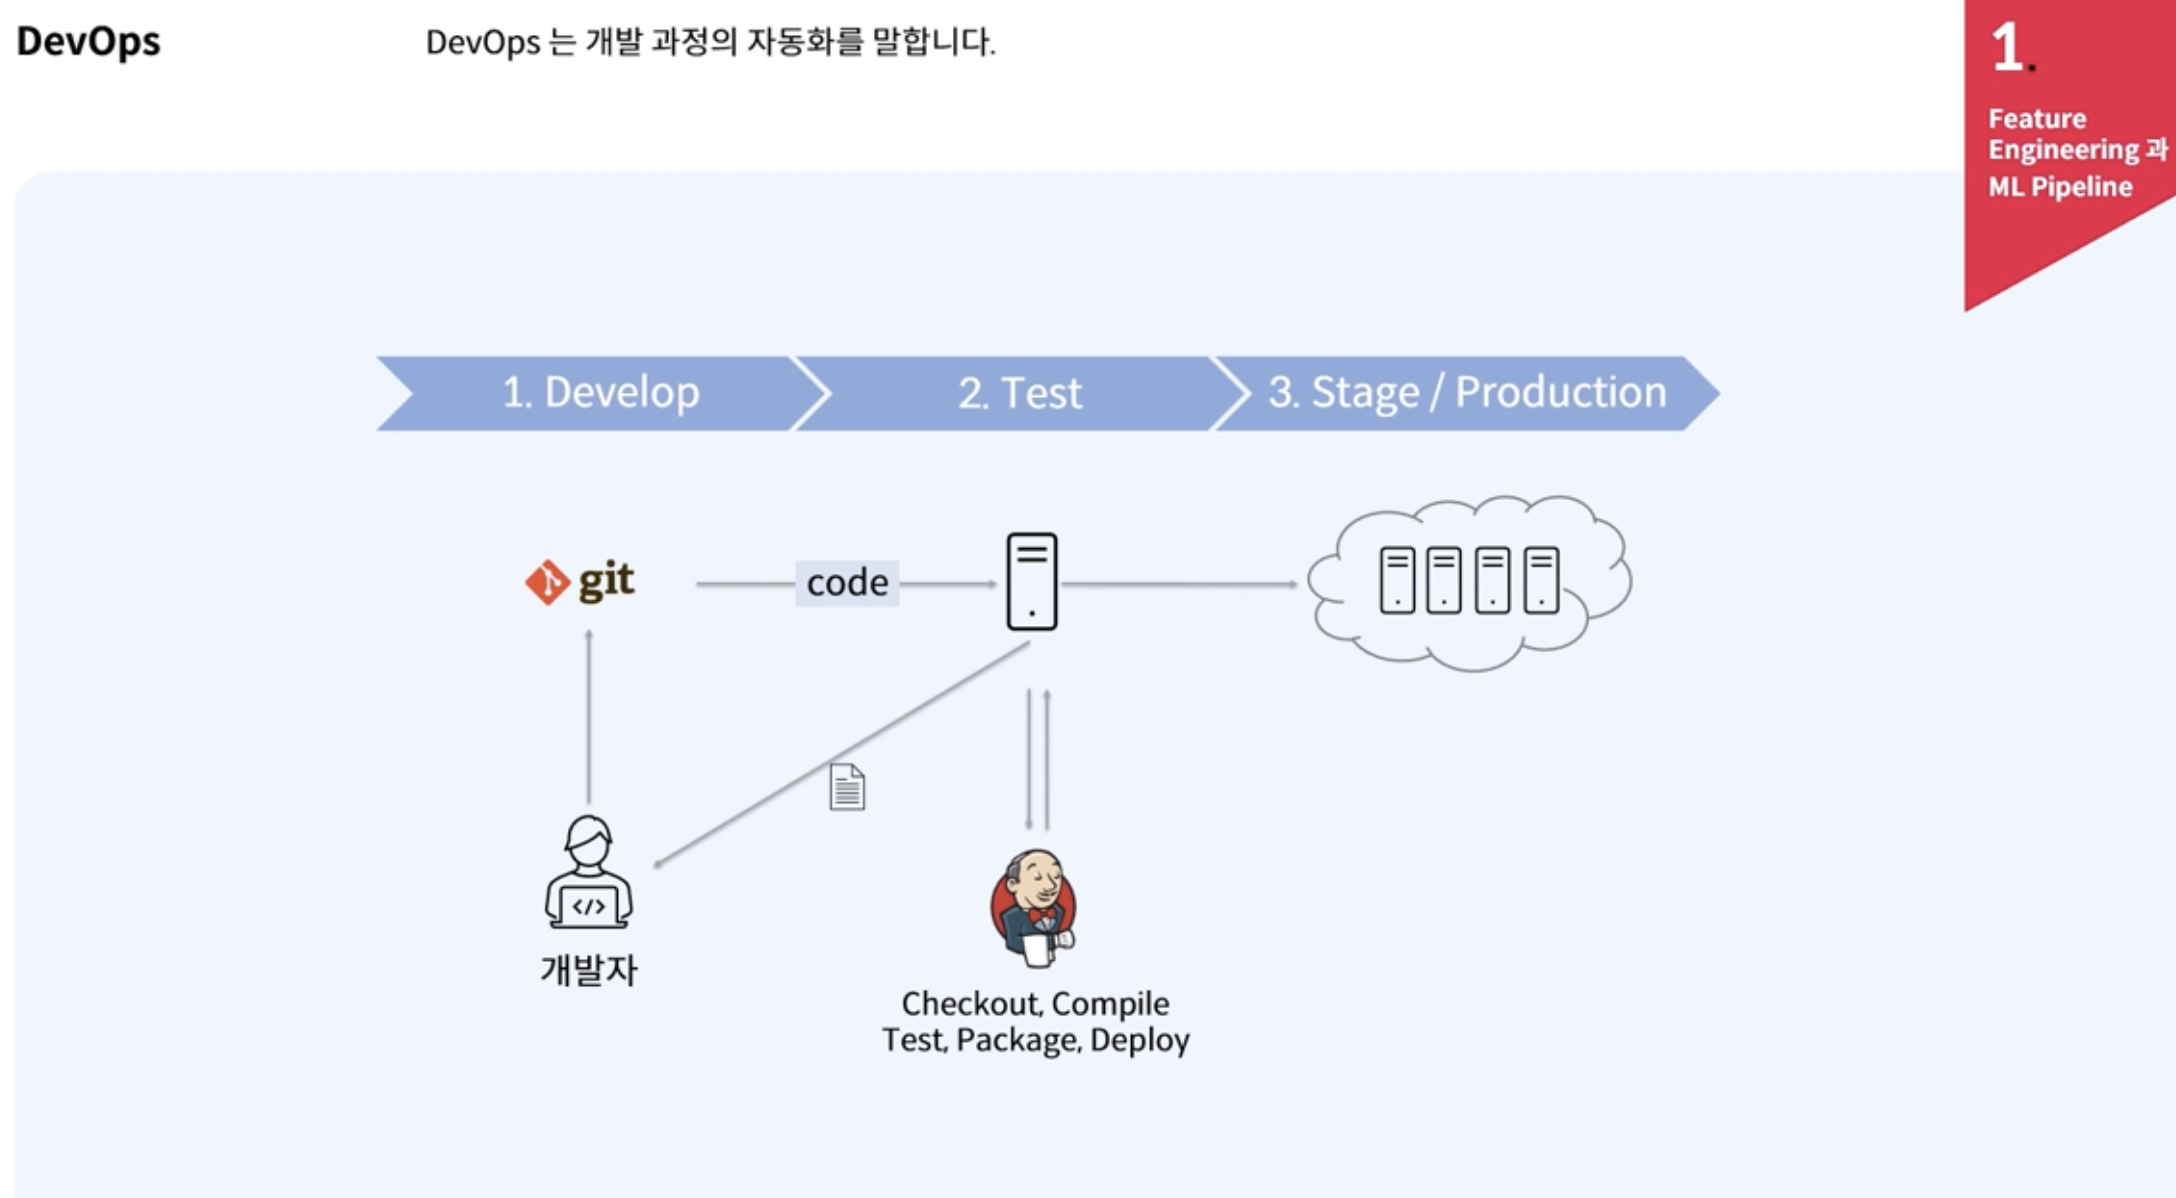 DevOps
DevOps 는 개발 과정의 자동화를 말합니다.
1.
Feature
Engineering 과
ML Pipeline
1. Develop
2. Test
3. Stage / Production
git
code
</>
개발자
Checkout, Compile
Test, Package, Deploy